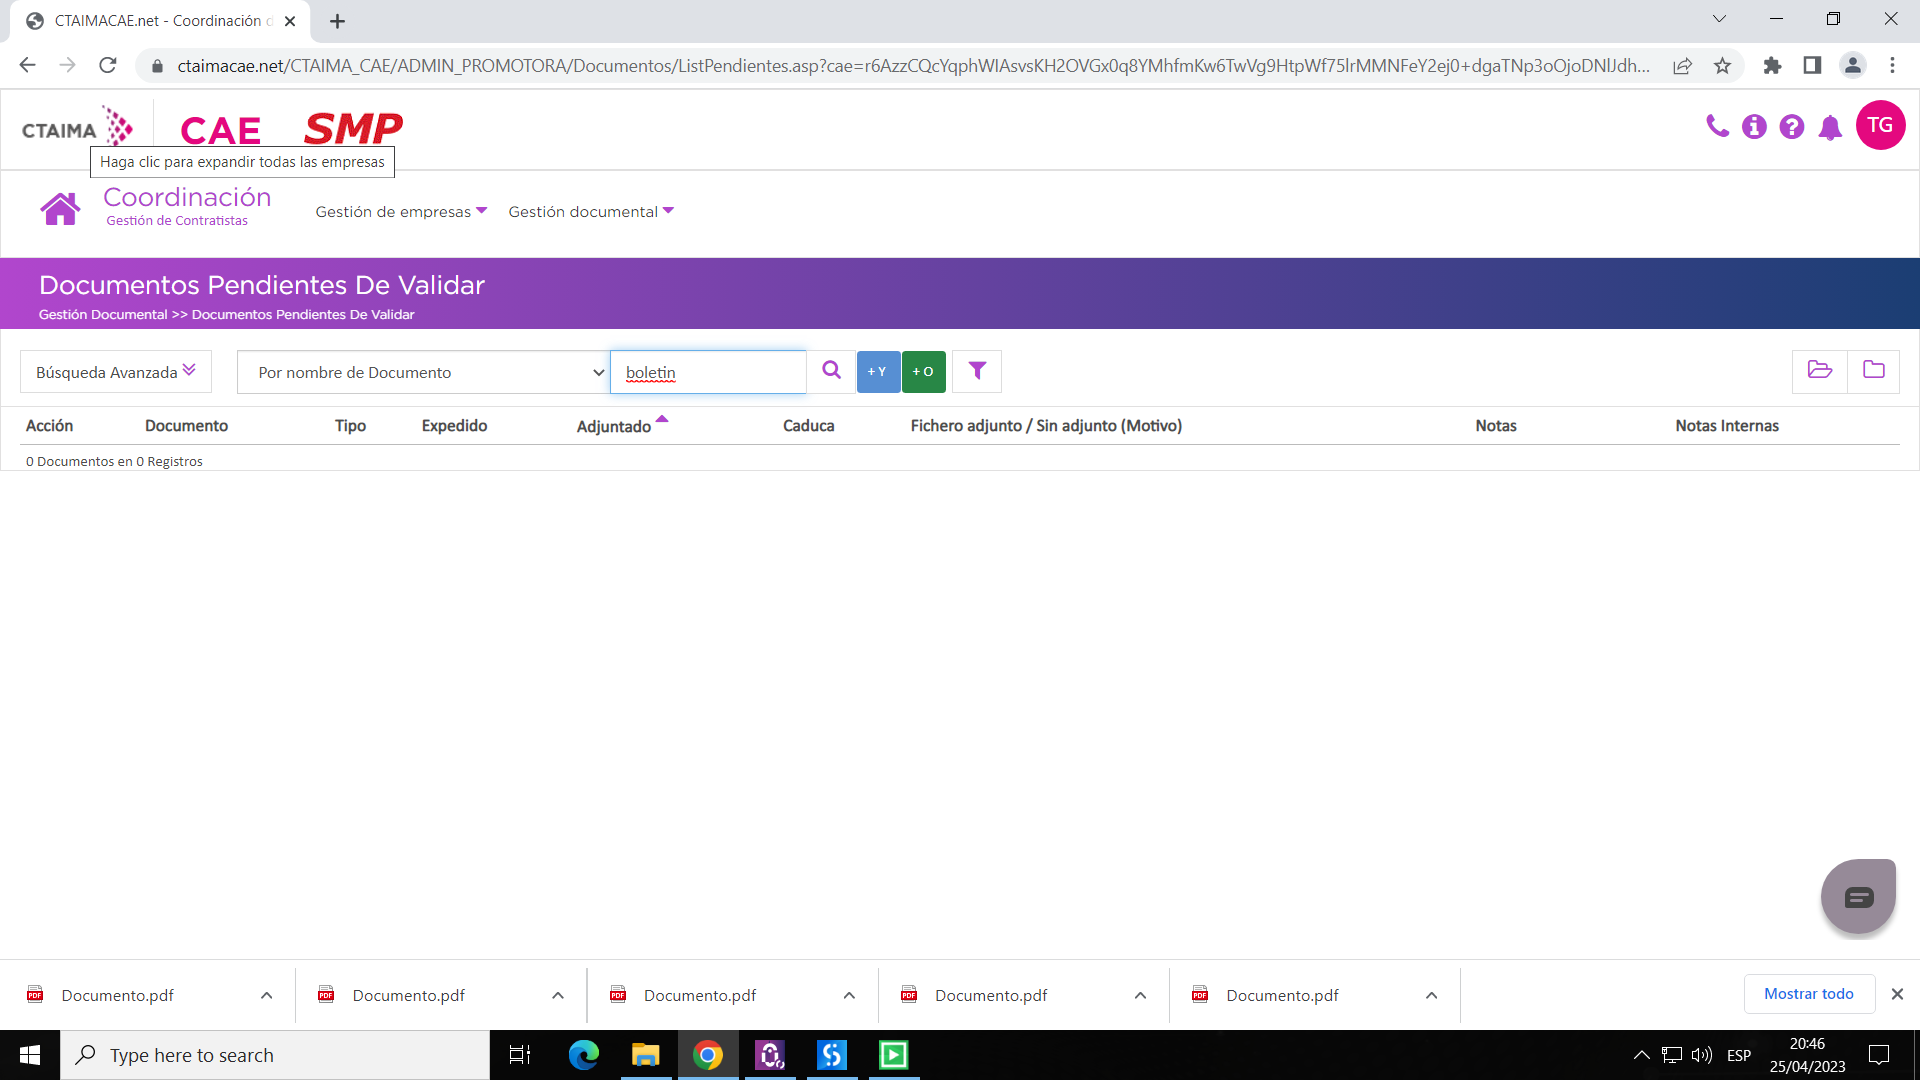 CTAIMACAE.net - Coordinación d
ctaimacae.net/CTAIMA_CAE/ADMIN_PROMOTORA/Documentos/ListPendientes.asp?cae=r6AzzCQcYqphWIAsvsKH2OVGx0q8YMhfmKw6TwVg9HtpWf75lrMMNFeY2ej0+dgaTNp3oOjoDNlJdh...
CTAIMA CAE SMP TG
Haga clic para expandir todas las empresas
Coordinación
Gestión de Contratistas
Gestión de empresas Gestión documental
Documentos Pendientes De Validar
Gestión Documental >> Documentos Pendientes De Validar
Búsqueda Avanzada Por nombre de Documento boletin + Y + O
Acción Documento Tipo Expedido Adjuntado Caduca Fichero adjunto / Sin adjunto (Motivo) Notas Notas Internas
0 Documentos en 0 Registros
Documento.pdf Documento.pdf Documento.pdf Documento.pdf Documento.pdf Mostrar todo
Type here to search ESP 20:46
25/04/2023